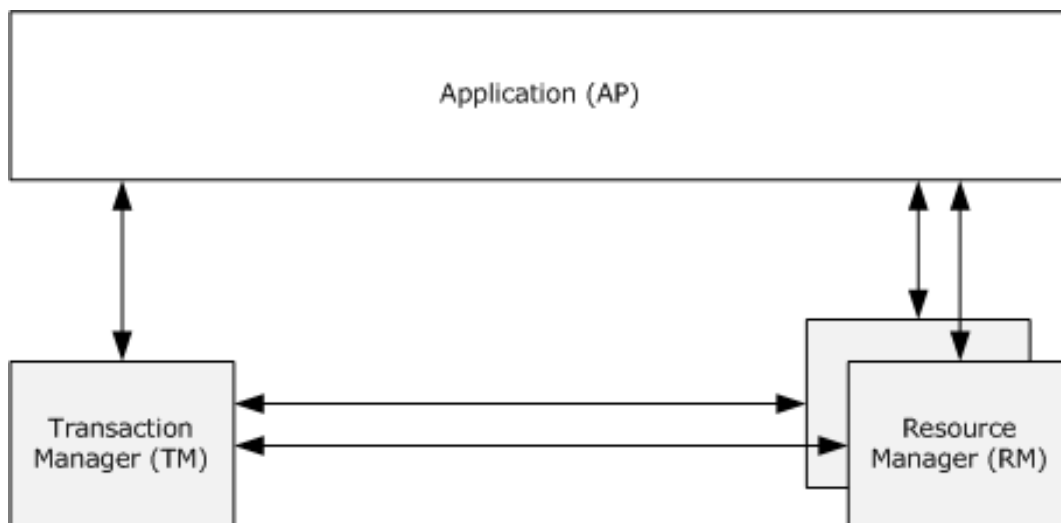 Application (AP)
Transaction
Manager (TM)
Resource
Manager (RM)